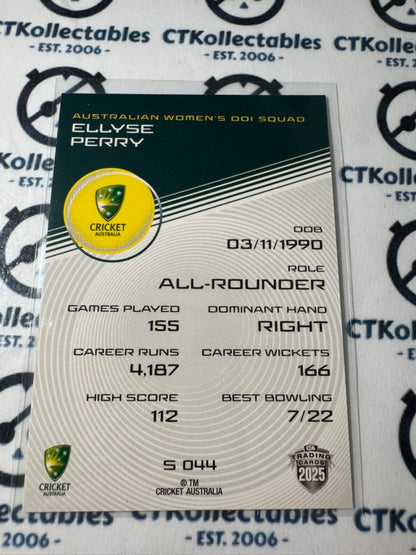 CTKollectables
- EST. 2006 -
CTKollectables
- EST. 2006 -
AUSTRALIAN WOMEN'S ODI SQUAD
ELLYSE
PERRY
CRICKET
AUSTRALIA
DOB
03/11/1990
ROLE
ALL-ROUNDER
GAMES PLAYED
155
DOMINANT HAND
RIGHT
CAREER RUNS
4,187
CAREER WICKETS
166
HIGH SCORE
112
BEST BOWLING
7/22
S 044
® TM
CRICKET AUSTRALIA
CRICKET
AUSTRALIA
TRADING
CARDS
2025
CTKollectables
- EST. 2006 -